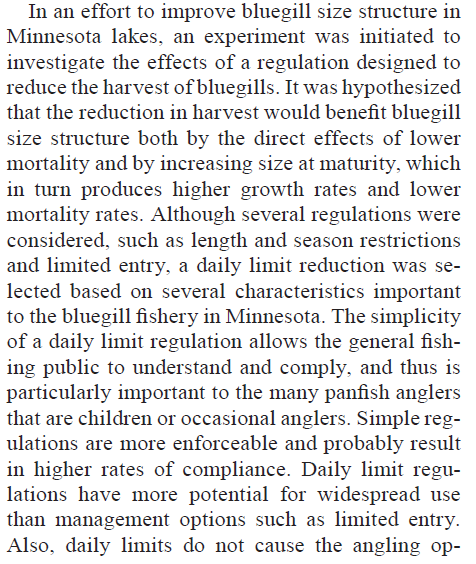 In an effort to improve bluegill size structure in
Minnesota lakes, an experiment was initiated to
investigate the effects of a regulation designed to
reduce the harvest of bluegills. It was hypothesized
that the reduction in harvest would benefit bluegill
size structure both by the direct effects of lower
mortality and by increasing size at maturity, which
in turn produces higher growth rates and lower
mortality rates. Although several regulations were
considered, such as length and season restrictions
and limited entry, a daily limit reduction was se-
lected based on several characteristics important
to the bluegill fishery in Minnesota. The simplicity
of a daily limit regulation allows the general fish-
ing public to understand and comply, and thus is
particularly important to the many panfish anglers
that are children or occasional anglers. Simple reg-
ulations are more enforceable and probably result
in higher rates of compliance. Daily limit regu-
lations have more potential for widespread use
than management options such as limited entry.
Also, daily limits do not cause the angling op-